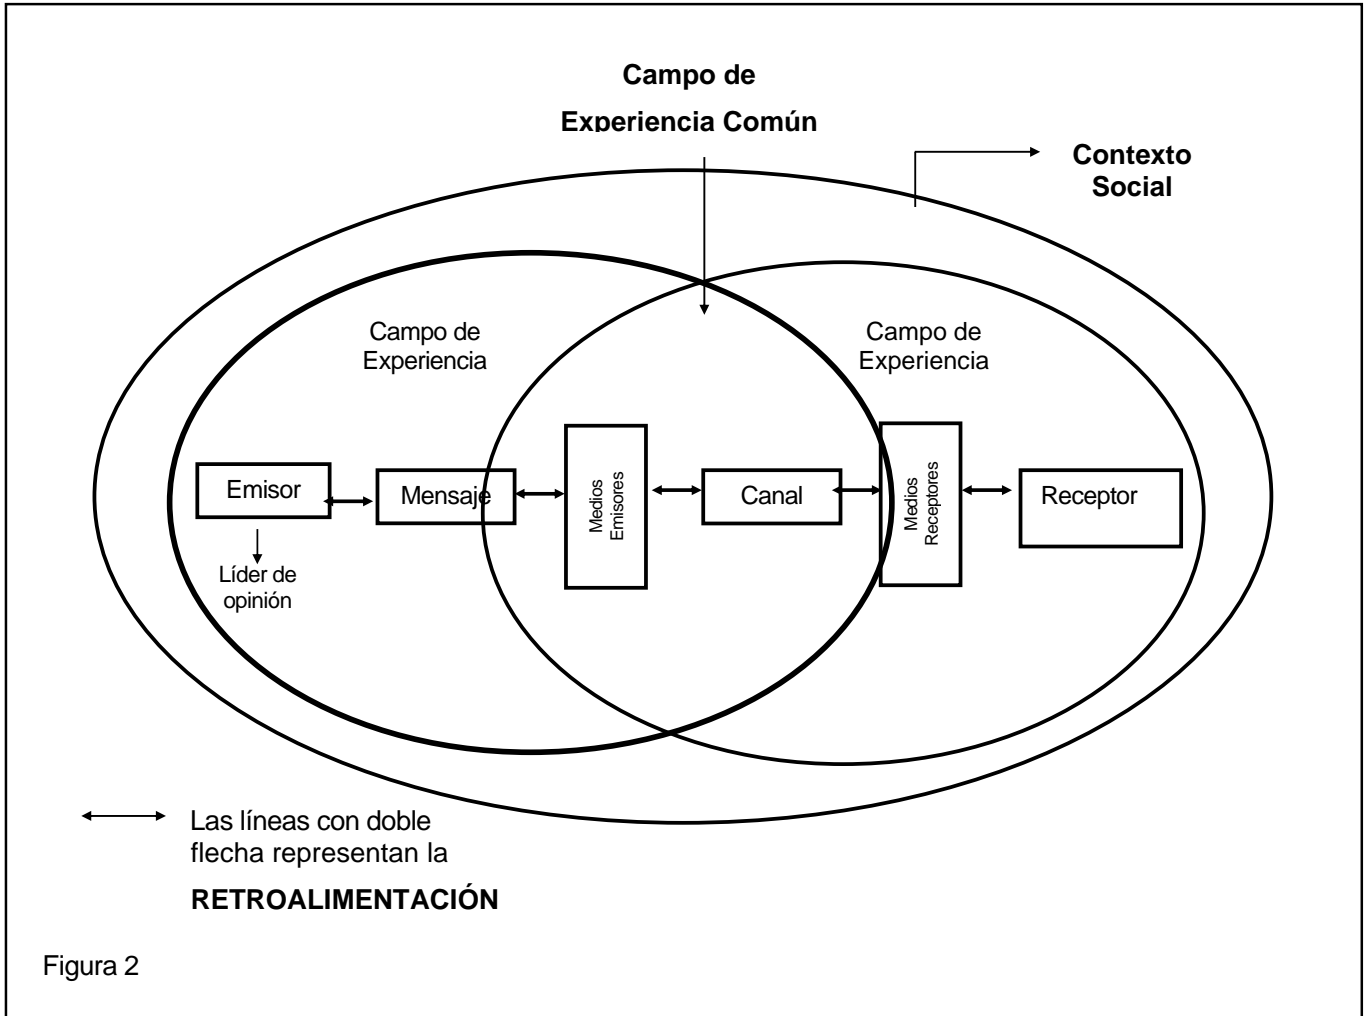 Campo de
Experiencia Común
Contexto
Social
Campo de
Experiencia
Campo de
Experiencia
Emisor
Mensaje
Medios
Emisores
Canal
Medios
Receptores
Receptor
Líder de
opinión
Las líneas con doble
flecha representan la
RETROALIMENTACIÓN
Figura 2